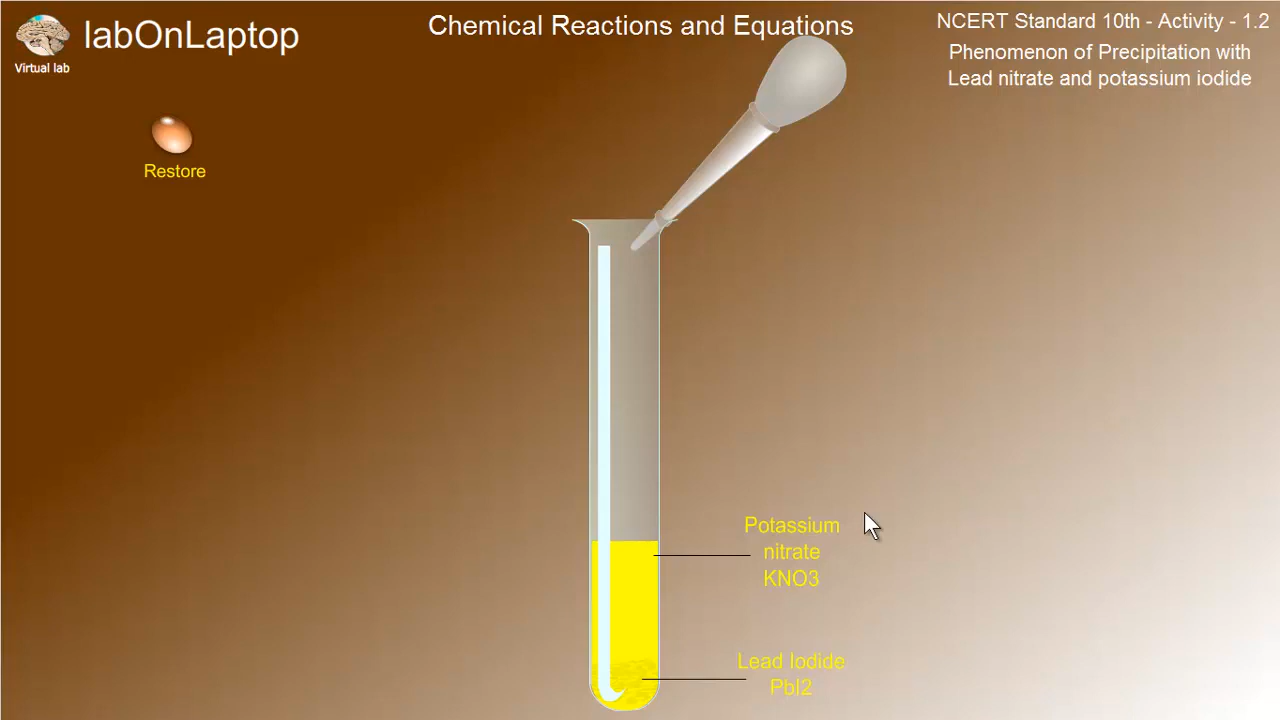 labOnLaptop
Virtual lab
Chemical Reactions and Equations
NCERT Standard 10th - Activity - 1.2
Phenomenon of Precipitation with
Lead nitrate and potassium iodide
Restore
Potassium
nitrate
KNO3
Lead Iodide
PbI2